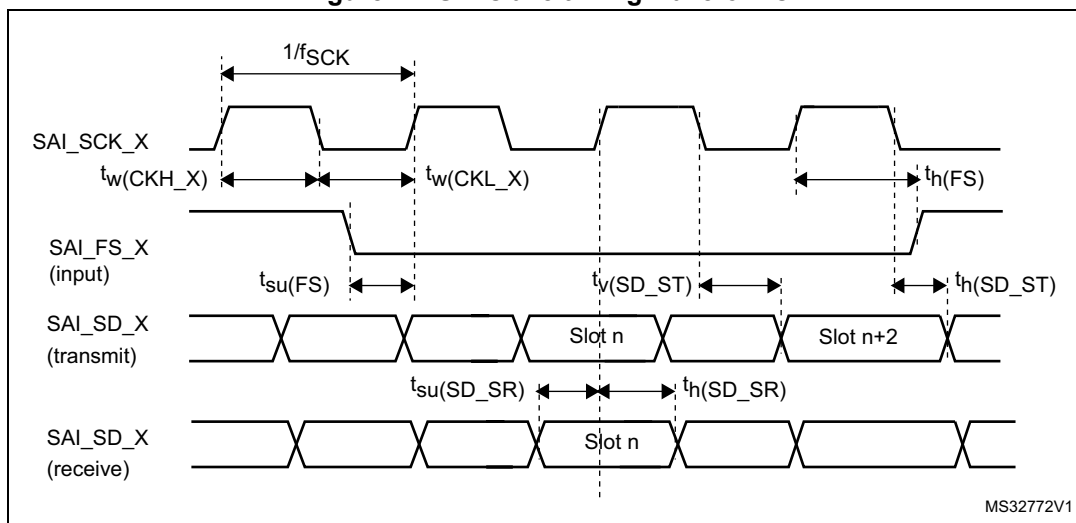 1/fSCK
SAI_SCK_X
tw(CKH_X)
tw(CKL_X)
th(FS)
SAI_FS_X
(input)
tsu(FS)
tv(SD_ST)
th(SD_ST)
SAI_SD_X
(transmit)
Slot n
Slot n+2
tsu(SD_SR)
th(SD_SR)
SAI_SD_X
(receive)
Slot n
MS32772V1